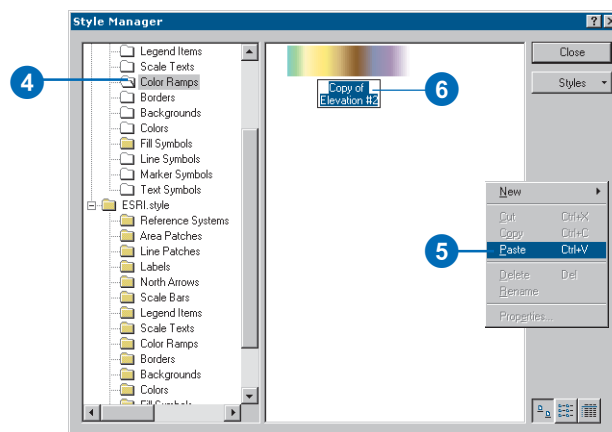 Style Manager
Legend Items
Scale Texts
4
Color Ramps
Borders
Backgrounds
Colors
Fill Symbols
Line Symbols
Marker Symbols
Text Symbols
ESRI.style
Reference Systems
Area Patches
Line Patches
Labels
North Arrows
Scale Bars
Legend Items
Scale Texts
Color Ramps
Borders
Backgrounds
Colors
Fill Symbols
Copy of
Elevation #2
6
Close
Styles
New
Cut Ctrl+X
Copy Ctrl+C
5
Paste Ctrl+V
Delete Del
Rename
Properties...